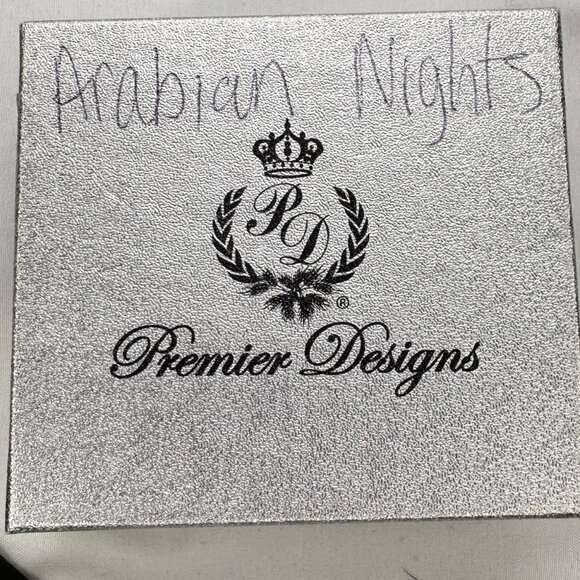 Arabian Nights
PD
®
Premier Designs